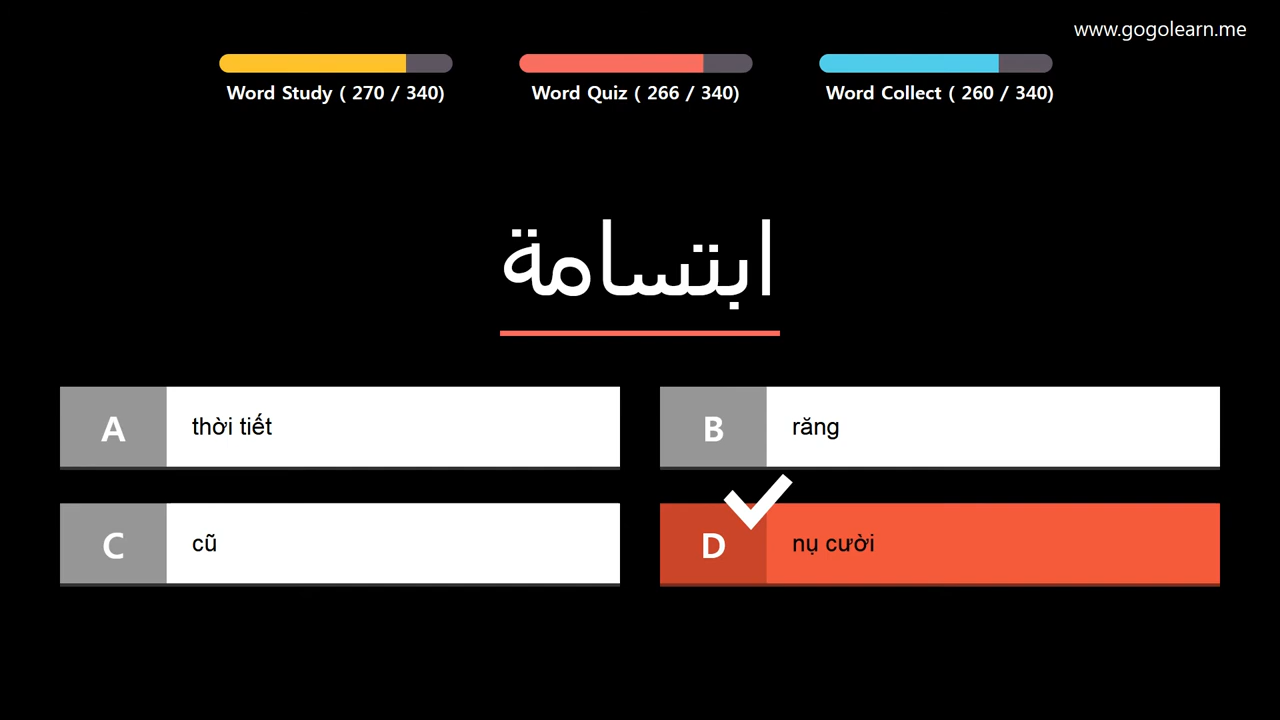 www.gogolearn.me
Word Study ( 270 / 340)
Word Quiz ( 266 / 340)
Word Collect ( 260 / 340)
ابتسامة
A
thời tiết
B
răng
C
cũ
D
nụ cười